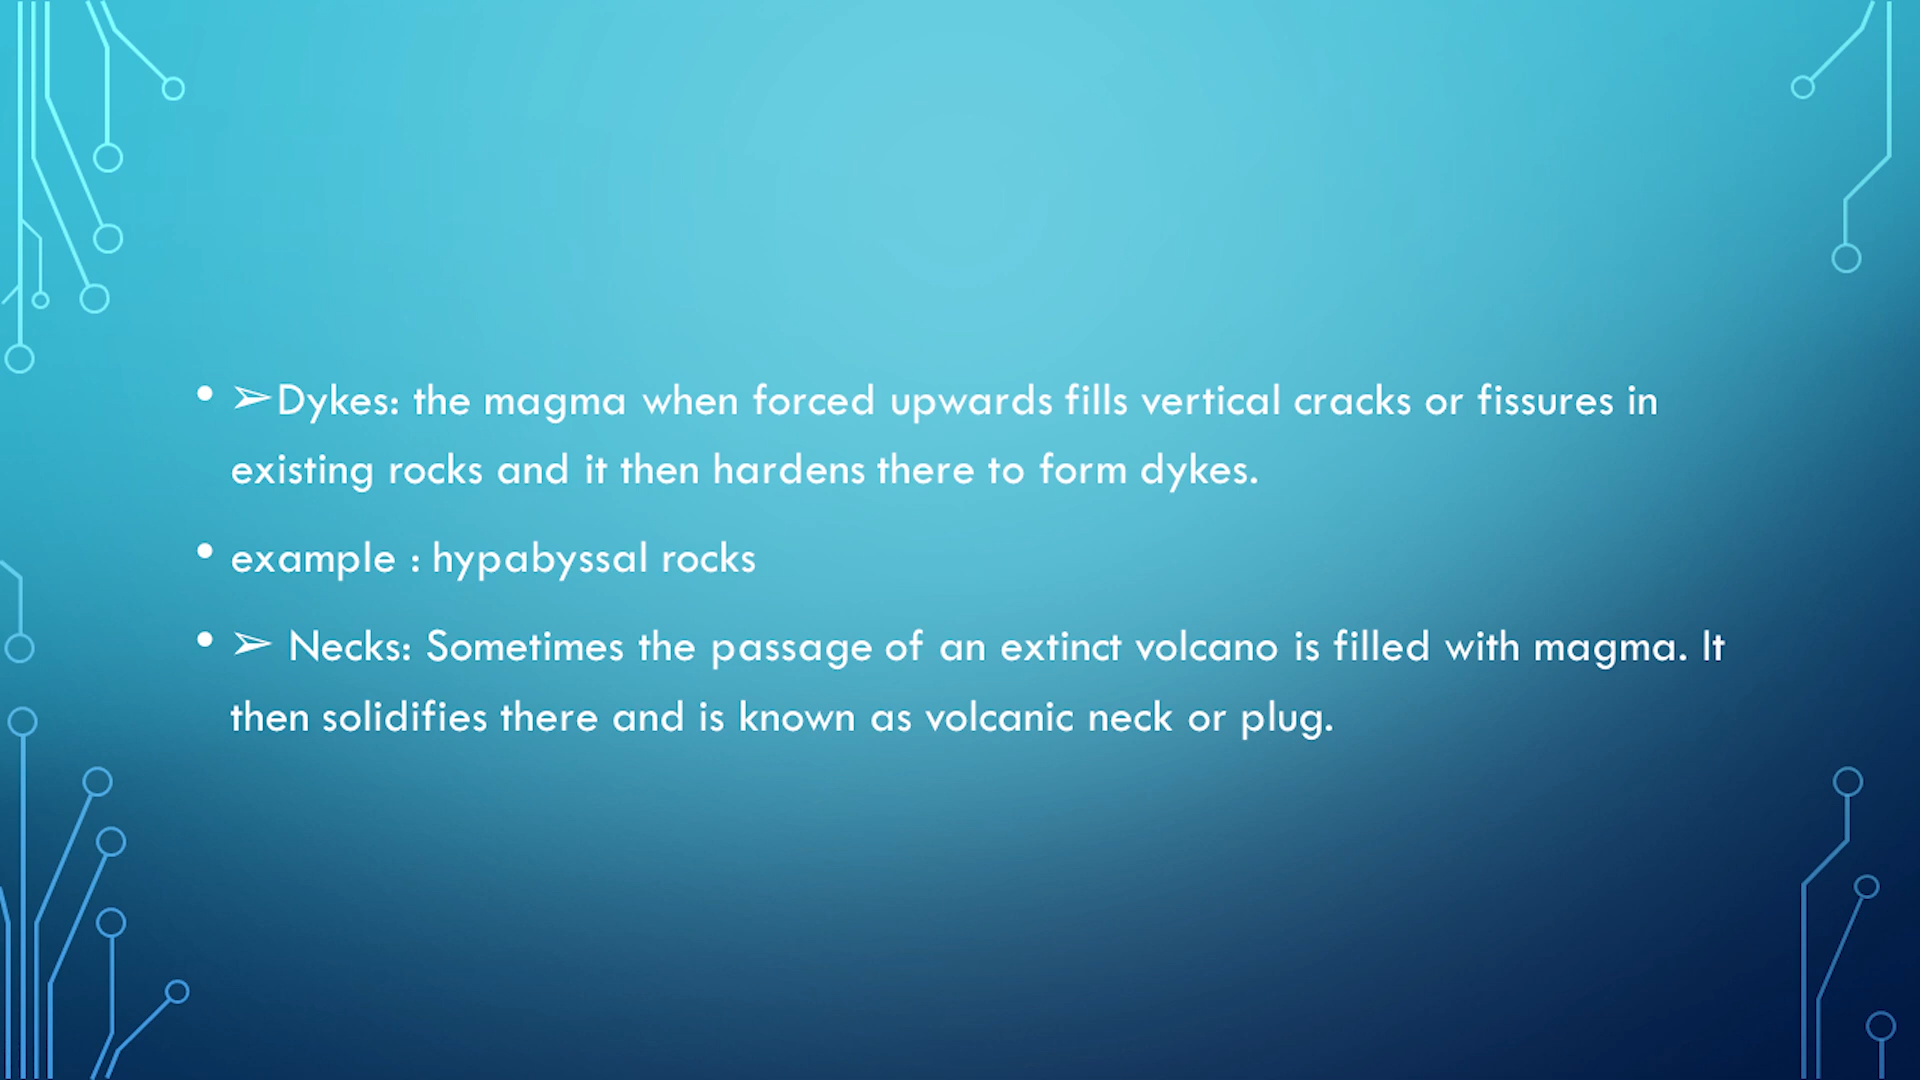 • ➢Dykes: the magma when forced upwards fills vertical cracks or fissures in
existing rocks and it then hardens there to form dykes.
• example : hypabyssal rocks
• ➢ Necks: Sometimes the passage of an extinct volcano is filled with magma. It
then solidifies there and is known as volcanic neck or plug.